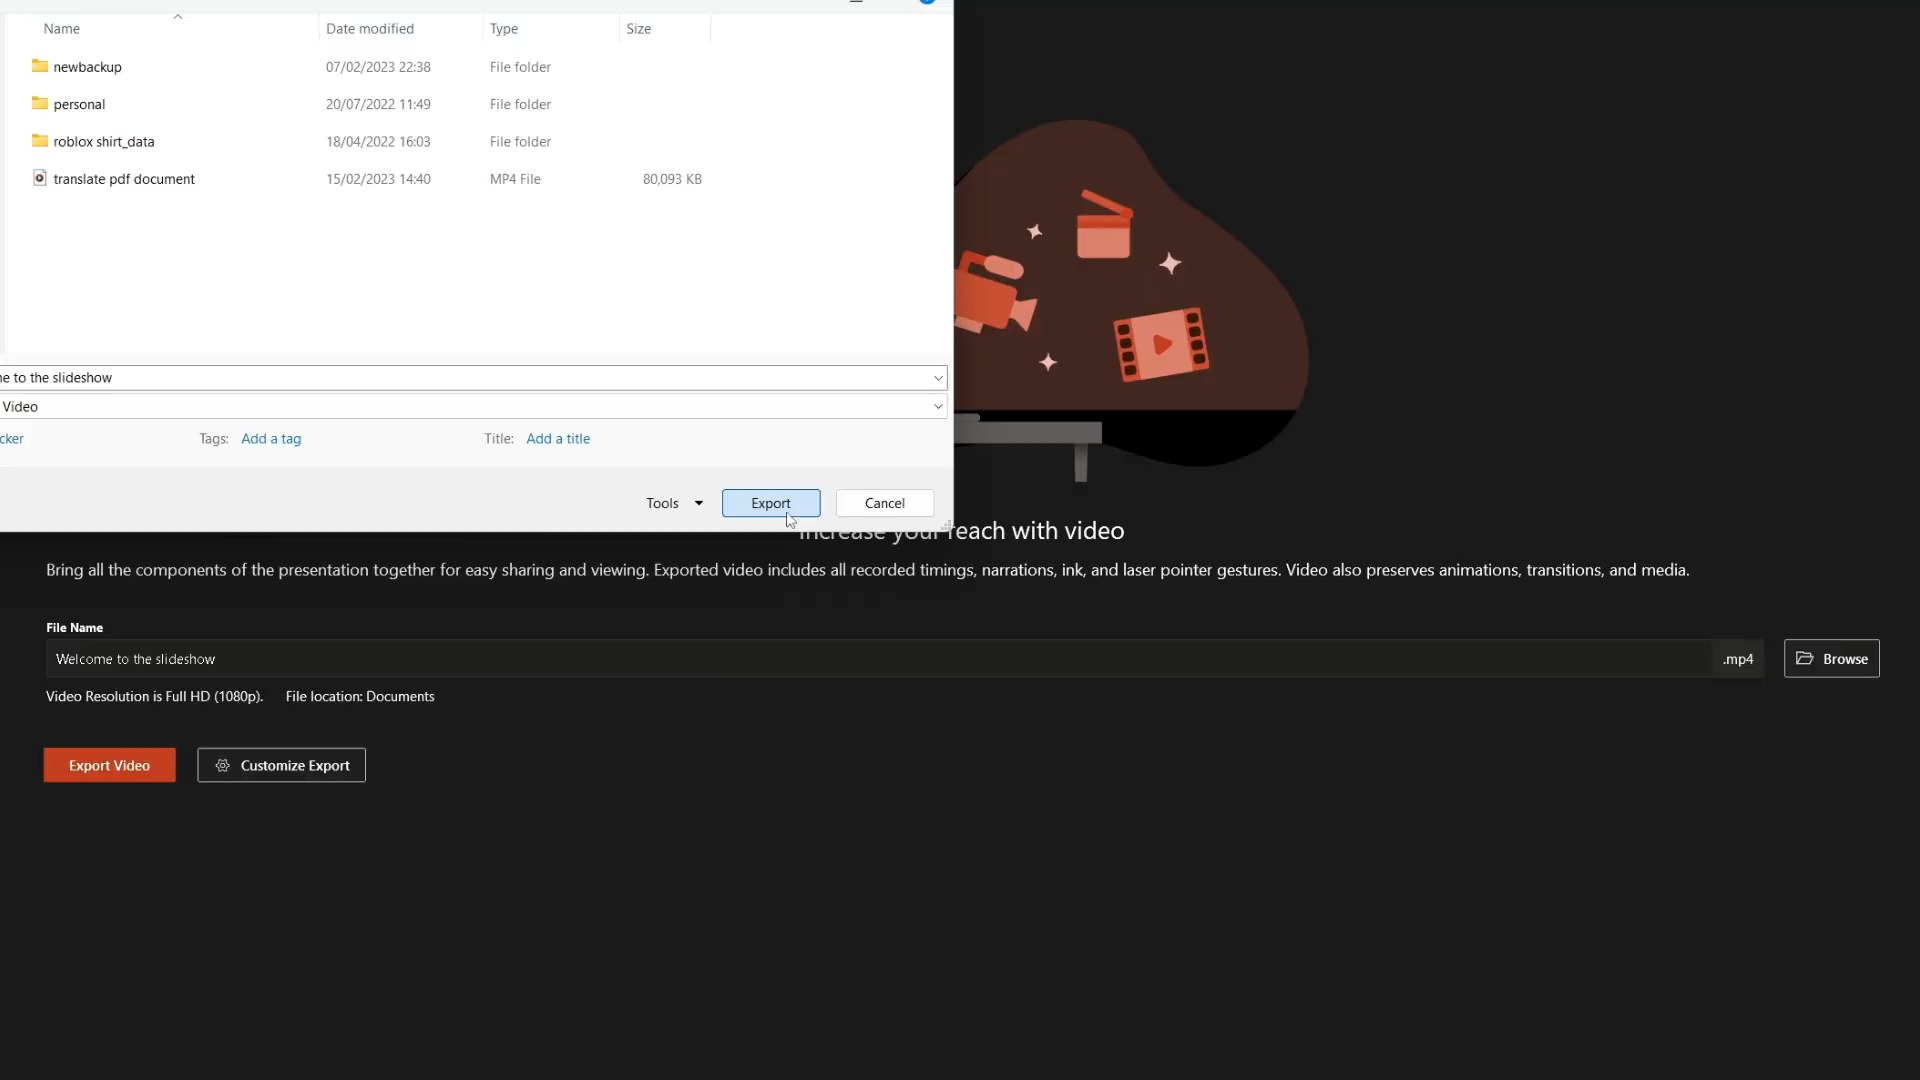 Name Date modified Type Size
newbackup 07/02/2023 22:38 File folder
personal 20/07/2022 11:49 File folder
roblox shirt_data 18/04/2022 16:03 File folder
translate pdf document 15/02/2023 14:40 MP4 File 80,093 KB
e to the slideshow
Video
cker Tags: Add a tag Title: Add a title
Tools Export Cancel
Increase your reach with video
Bring all the components of the presentation together for easy sharing and viewing. Exported video includes all recorded timings, narrations, ink, and laser pointer gestures. Video also preserves animations, transitions, and media.
File Name
Welcome to the slideshow .mp4 Browse
Video Resolution is Full HD (1080p). File location: Documents
Export Video Customize Export